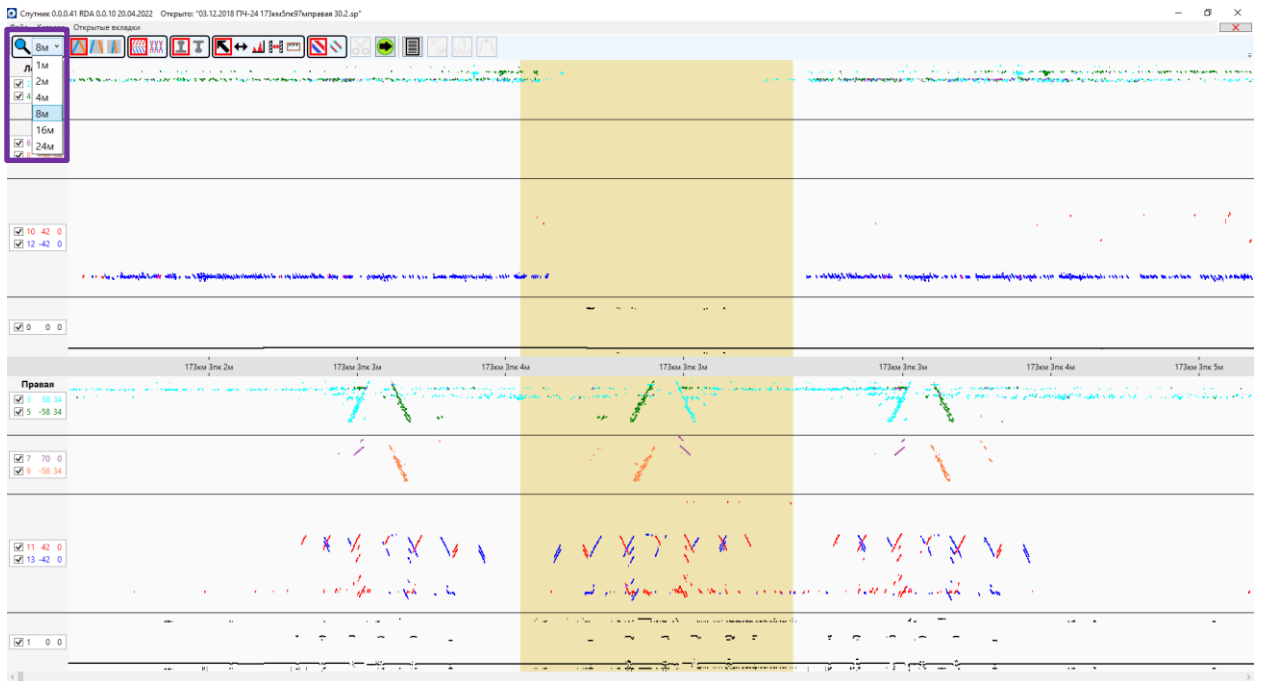 Спутник 0.0.0.41 RDA 0.0.10 20.04.2022 Открыто: "03.12.2018 ПЧ-24 173км5пк97мправая 30.2.sp"
Открытые вкладки
8м
1м
2м
4м
8м
16м
24м
2
4
6
10 42 0
12 -42 0
0 0 0
173км 3пк 2м 173км 3пк 3м 173км 3пк 4м 173км 3пк 3м 173км 3пк 3м 173км 3пк 4м 173км 3пк 5м
Правая
3 58 34
5 -58 34
7 70 0
9 -58 34
11 42 0
13 -42 0
1 0 0